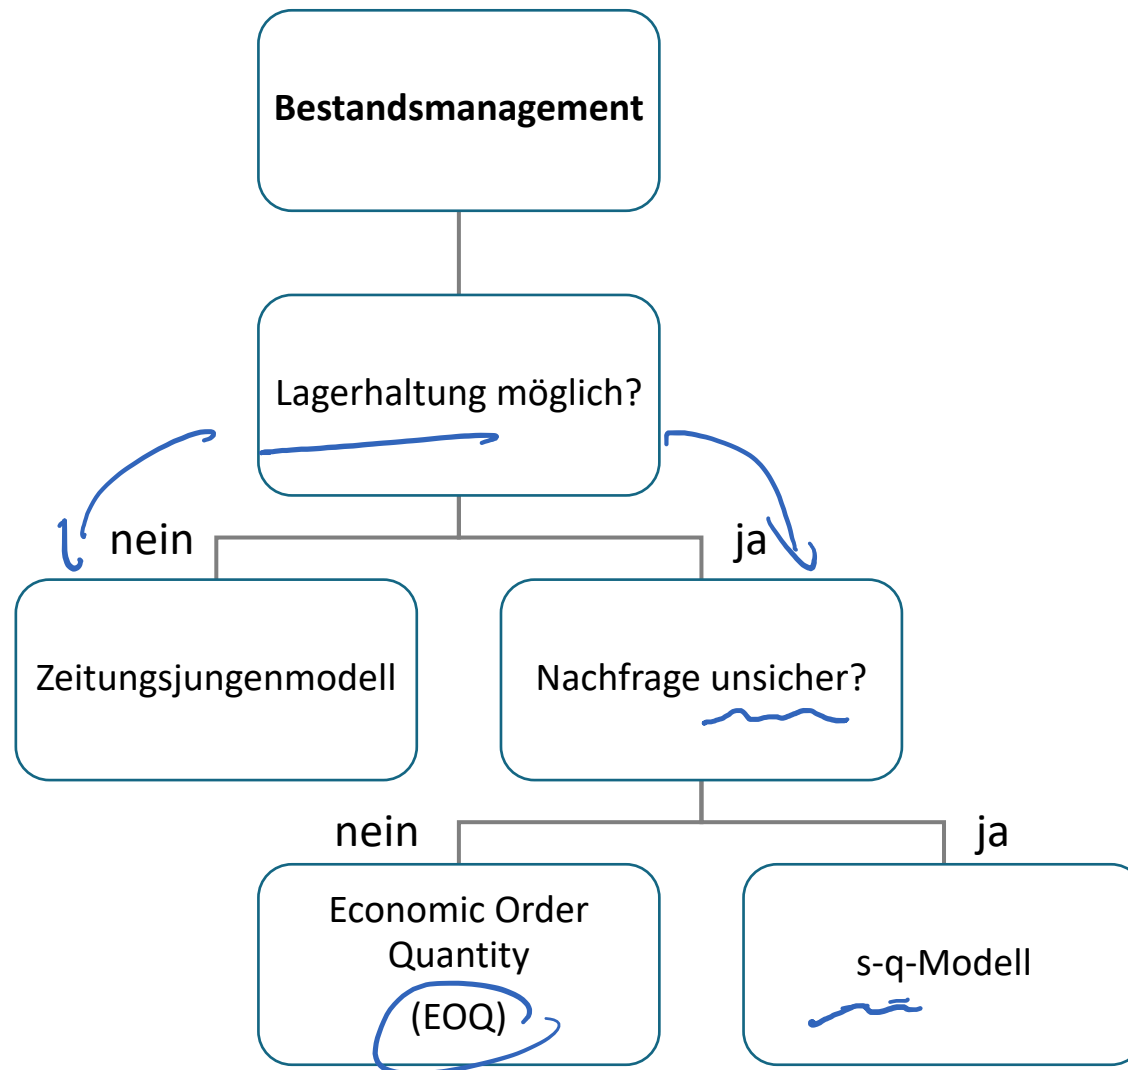 Bestandsmanagement
Lagerhaltung möglich?
nein
ja
Zeitungsjungenmodell
Nachfrage unsicher?
nein
ja
Economic Order
Quantity
(EOQ)
s-q-Modell